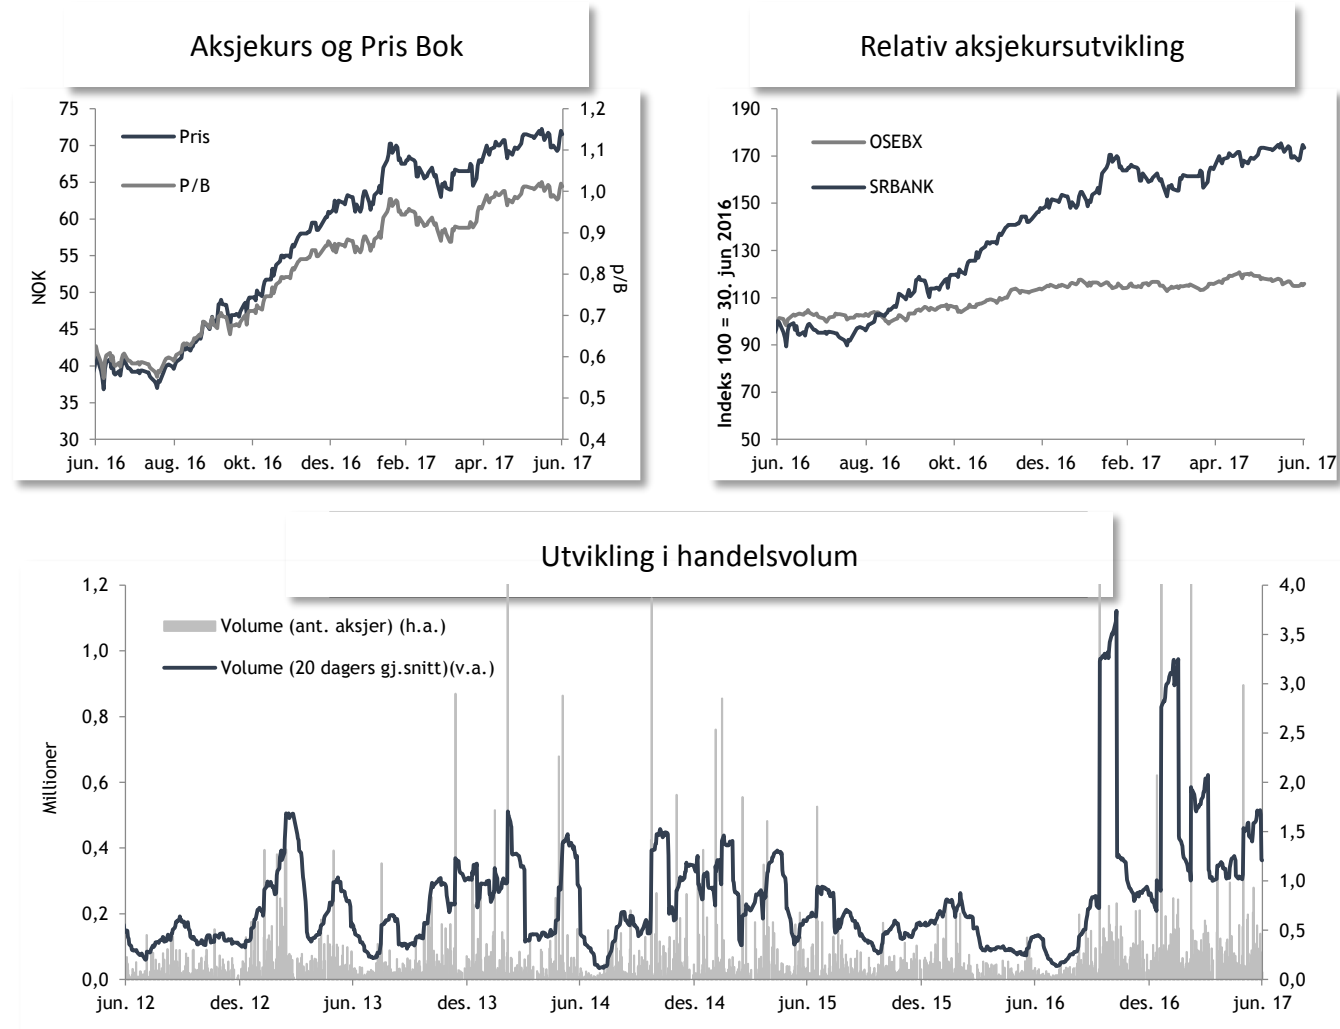 Aksjekurs og Pris Bok
Relativ aksjekursutvikling
75
70
65
60
55
50
45
40
35
30
NOK
Pris
P/B
1,2
1,1
1,0
0,9
0,8
0,7
0,6
0,5
0,4
p/B
jun. 16 aug. 16 okt. 16 des. 16 feb. 17 apr. 17 jun. 17
190
170
150
130
110
90
70
50
Indeks 100 = 30. jun 2016
OSEBX
SRBANK
jun. 16 aug. 16 okt. 16 des. 16 feb. 17 apr. 17 jun. 17
Utvikling i handelsvolum
1,2
1,0
0,8
0,6
0,4
0,2
0,0
Millioner
Volume (ant. aksjer) (h.a.)
Volume (20 dagers gj.snitt)(v.a.)
4,0
3,5
3,0
2,5
2,0
1,5
1,0
0,5
0,0
jun. 12 des. 12 jun. 13 des. 13 jun. 14 des. 14 jun. 15 des. 15 jun. 16 des. 16 jun. 17